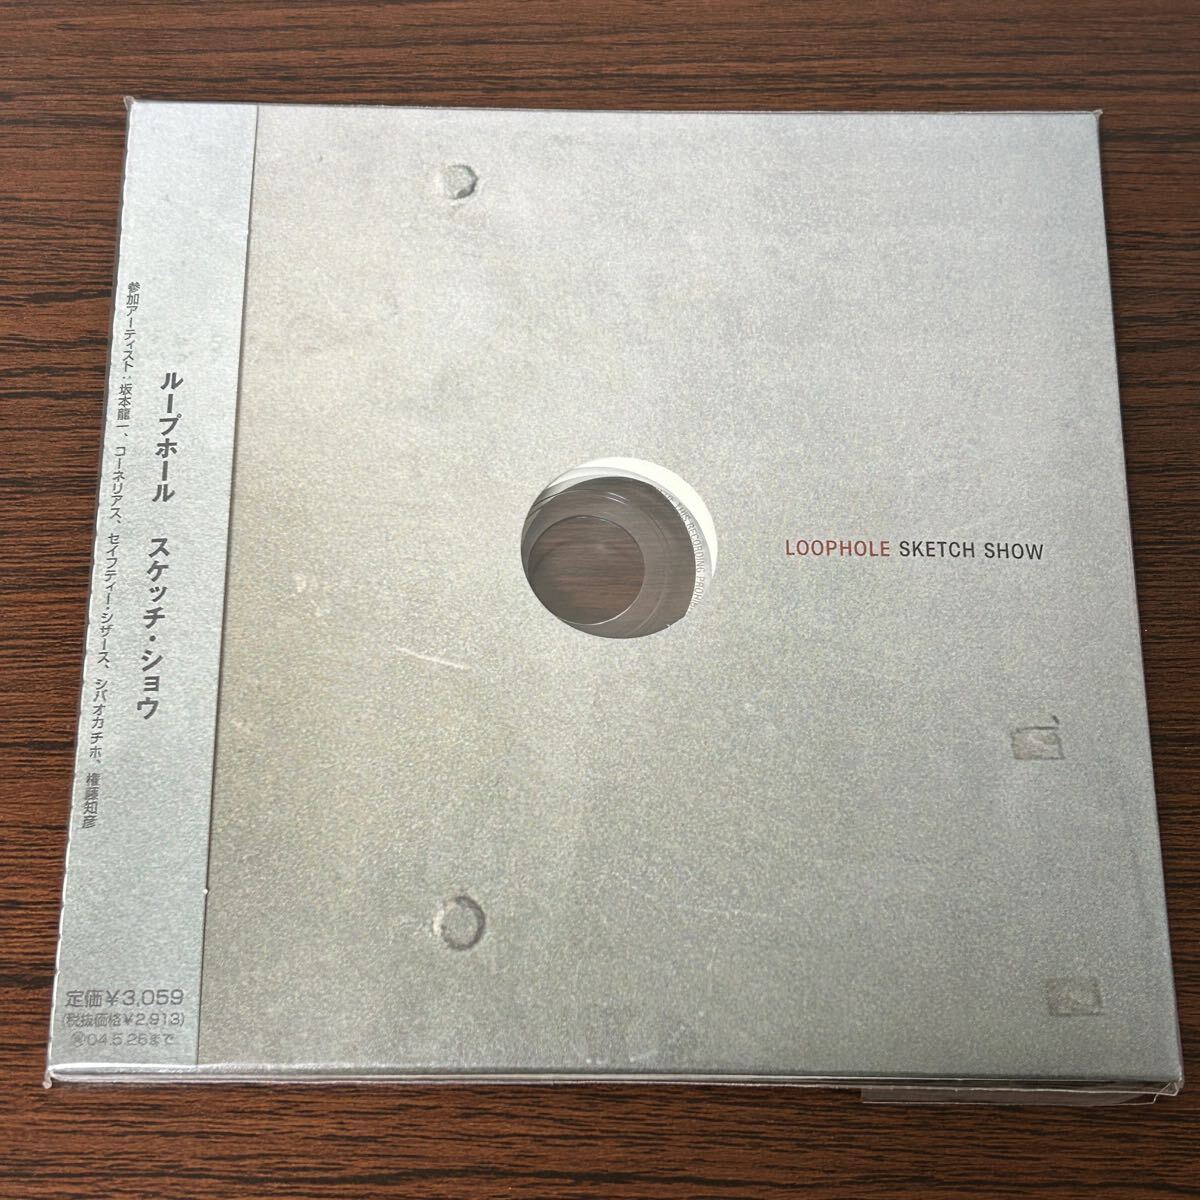 ループホール スケッチ・ショウ
参加アーティスト：坂本龍一、コーネリアス、セイフティー・シザース、シバオカチホ、権藤知彦
定価¥3,059
(税抜価格¥2,913)
04.5.26まで
THIS RECORDING
LOOPHOLE SKETCH SHOW